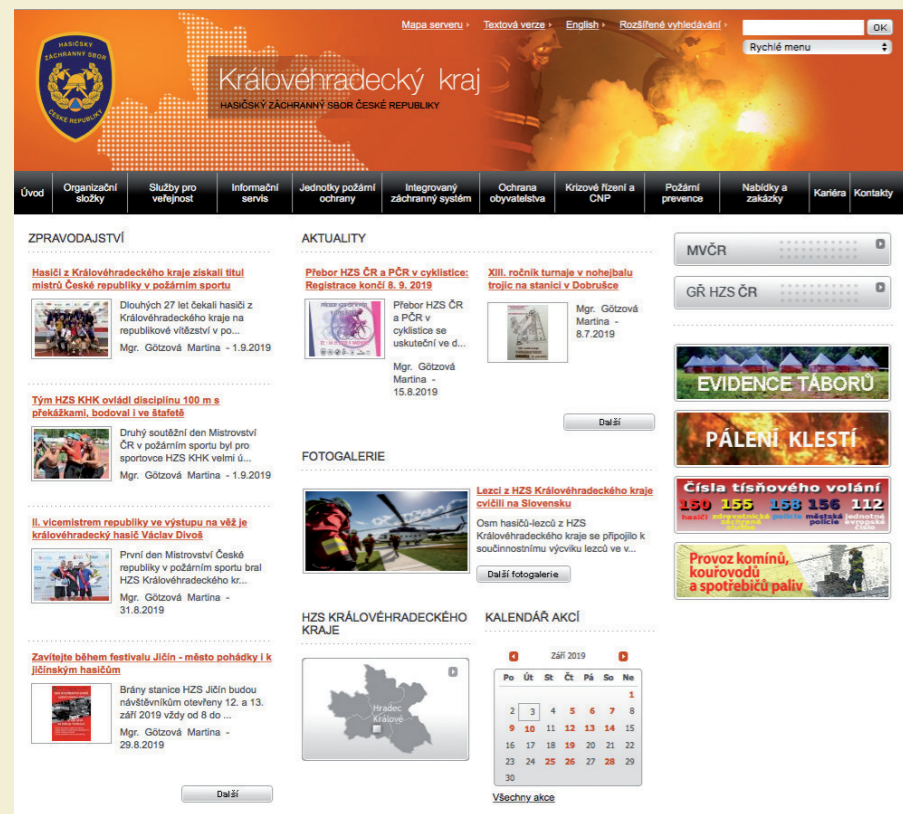 Mapa serveru
Textová verze
English
Rozšířené vyhledávání
OK
Rychlé menu
HASIČSKÝ
ZÁCHRANNÝ SBOR
ČESKÉ REPUBLIKY
Královéhradecký kraj
HASIČSKÝ ZÁCHRANNÝ SBOR ČESKÉ REPUBLIKY
Úvod
Organizační
složky
Služby pro
veřejnost
Informační
servis
Jednotky požární
ochrany
Integrovaný
záchranný systém
Ochrana
obyvatelstva
Krizové řízení a
CNP
Požární
prevence
Nabídky a
zakázky
Kariéra
Kontakty
ZPRAVODAJSTVÍ
Hasiči z Královéhradeckého kraje získali titul
mistrů České republiky v požárním sportu
Dlouhých 27 let čekali hasiči z
Královéhradeckého kraje na
republikové vítězství v po...
Mgr. Götzová Martina - 1.9.2019
Tým HZS KHK ovládl disciplínu 100 m s
překážkami, bodoval i ve štafetě
Druhý soutěžní den Mistrovství
ČR v požárním sportu byl pro
sportovce HZS KHK velmi ú...
Mgr. Götzová Martina - 1.9.2019
II. vicemistrem republiky ve výstupu na věž je
královéhradecký hasič Václav Divoš
První den Mistrovství České
republiky v požárním sportu bral
HZS Královéhradeckého kr...
Mgr. Götzová Martina -
31.8.2019
Zavítejte během festivalu Jičín - město pohádky i k
jičínským hasičům
Brány stanice HZS Jičín budou
návštěvníkům otevřeny 12. a 13.
září 2019 vždy od 8 do ...
Mgr. Götzová Martina -
29.8.2019
Další
AKTUALITY
Přebor HZS ČR a PČR v cyklistice:
Registrace končí 8. 9. 2019
Přebor HZS ČR
a PČR v
cyklistice se
uskuteční ve d...
Mgr. Götzová
Martina -
15.8.2019
XIII. ročník turnaje v nohejbalu
trojic na stanici v Dobrušce
Mgr. Götzová
Martina -
8.7.2019
Další
FOTOGALERIE
Lezci z HZS Královéhradeckého kraje
cvičili na Slovensku
Osm hasičů-lezců z HZS
Královéhradeckého kraje se připojilo k
součinnostnímu výcviku lezců ve v...
Další fotogalerie
HZS KRÁLOVÉHRADECKÉHO
KRAJE
Hradec
Králové
KALENDÁŘ AKCÍ
Září 2019
Po Út St Čt Pá So Ne
1
2 3 4 5 6 7 8
9 10 11 12 13 14 15
16 17 18 19 20 21 22
23 24 25 26 27 28 29
30
Všechny akce
MVČR
GŘ HZS ČR
EVIDENCE TÁBORŮ
PÁLENÍ KLESTÍ
Čísla tísňového volání
150 155 158 156 112
hasiči zdravotnická záchranná služba policie městská policie jednotné evropské číslo
Provoz komínů,
kouřovodů
a spotřebičů paliv